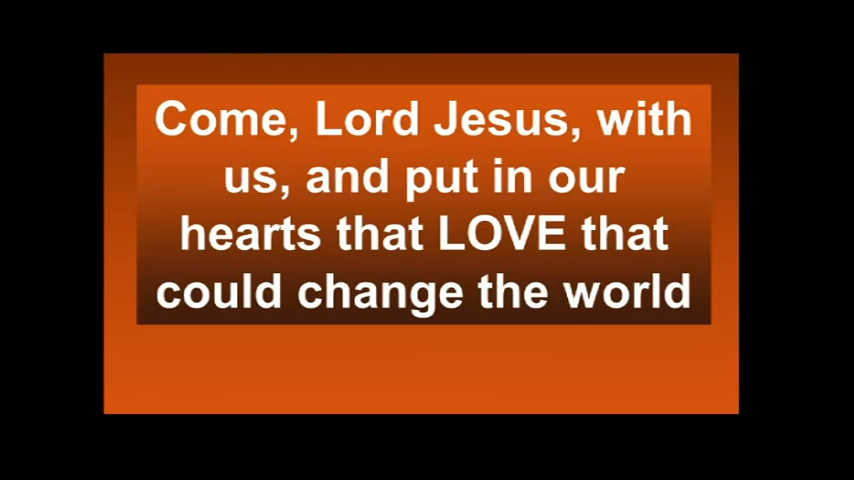 Come, Lord Jesus, with
us, and put in our
hearts that LOVE that
could change the world